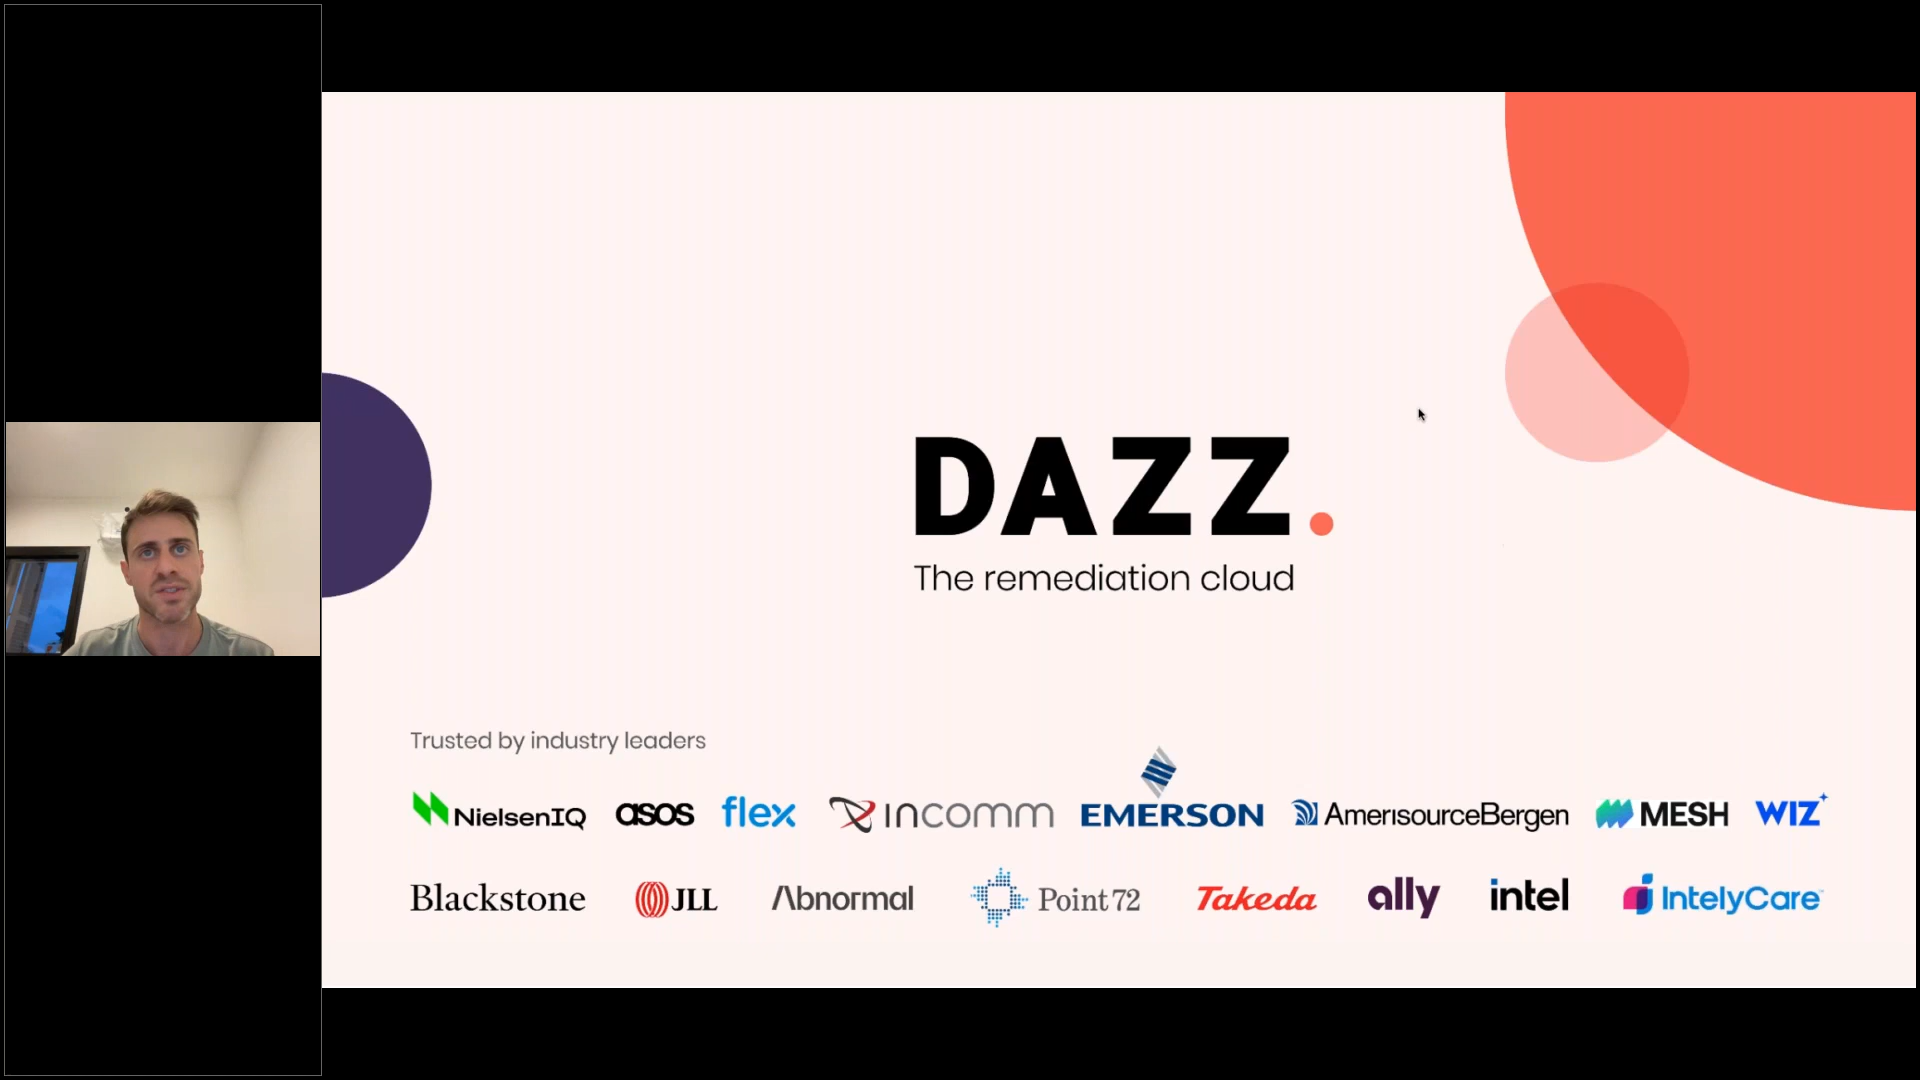 DAZZ.
The remediation cloud
Trusted by industry leaders
NielsenIQ asos flex incomm EMERSON AmerisourceBergen MESH WIZ
Blackstone JLL Abnormal Point72 Takeda ally intel IntelyCare